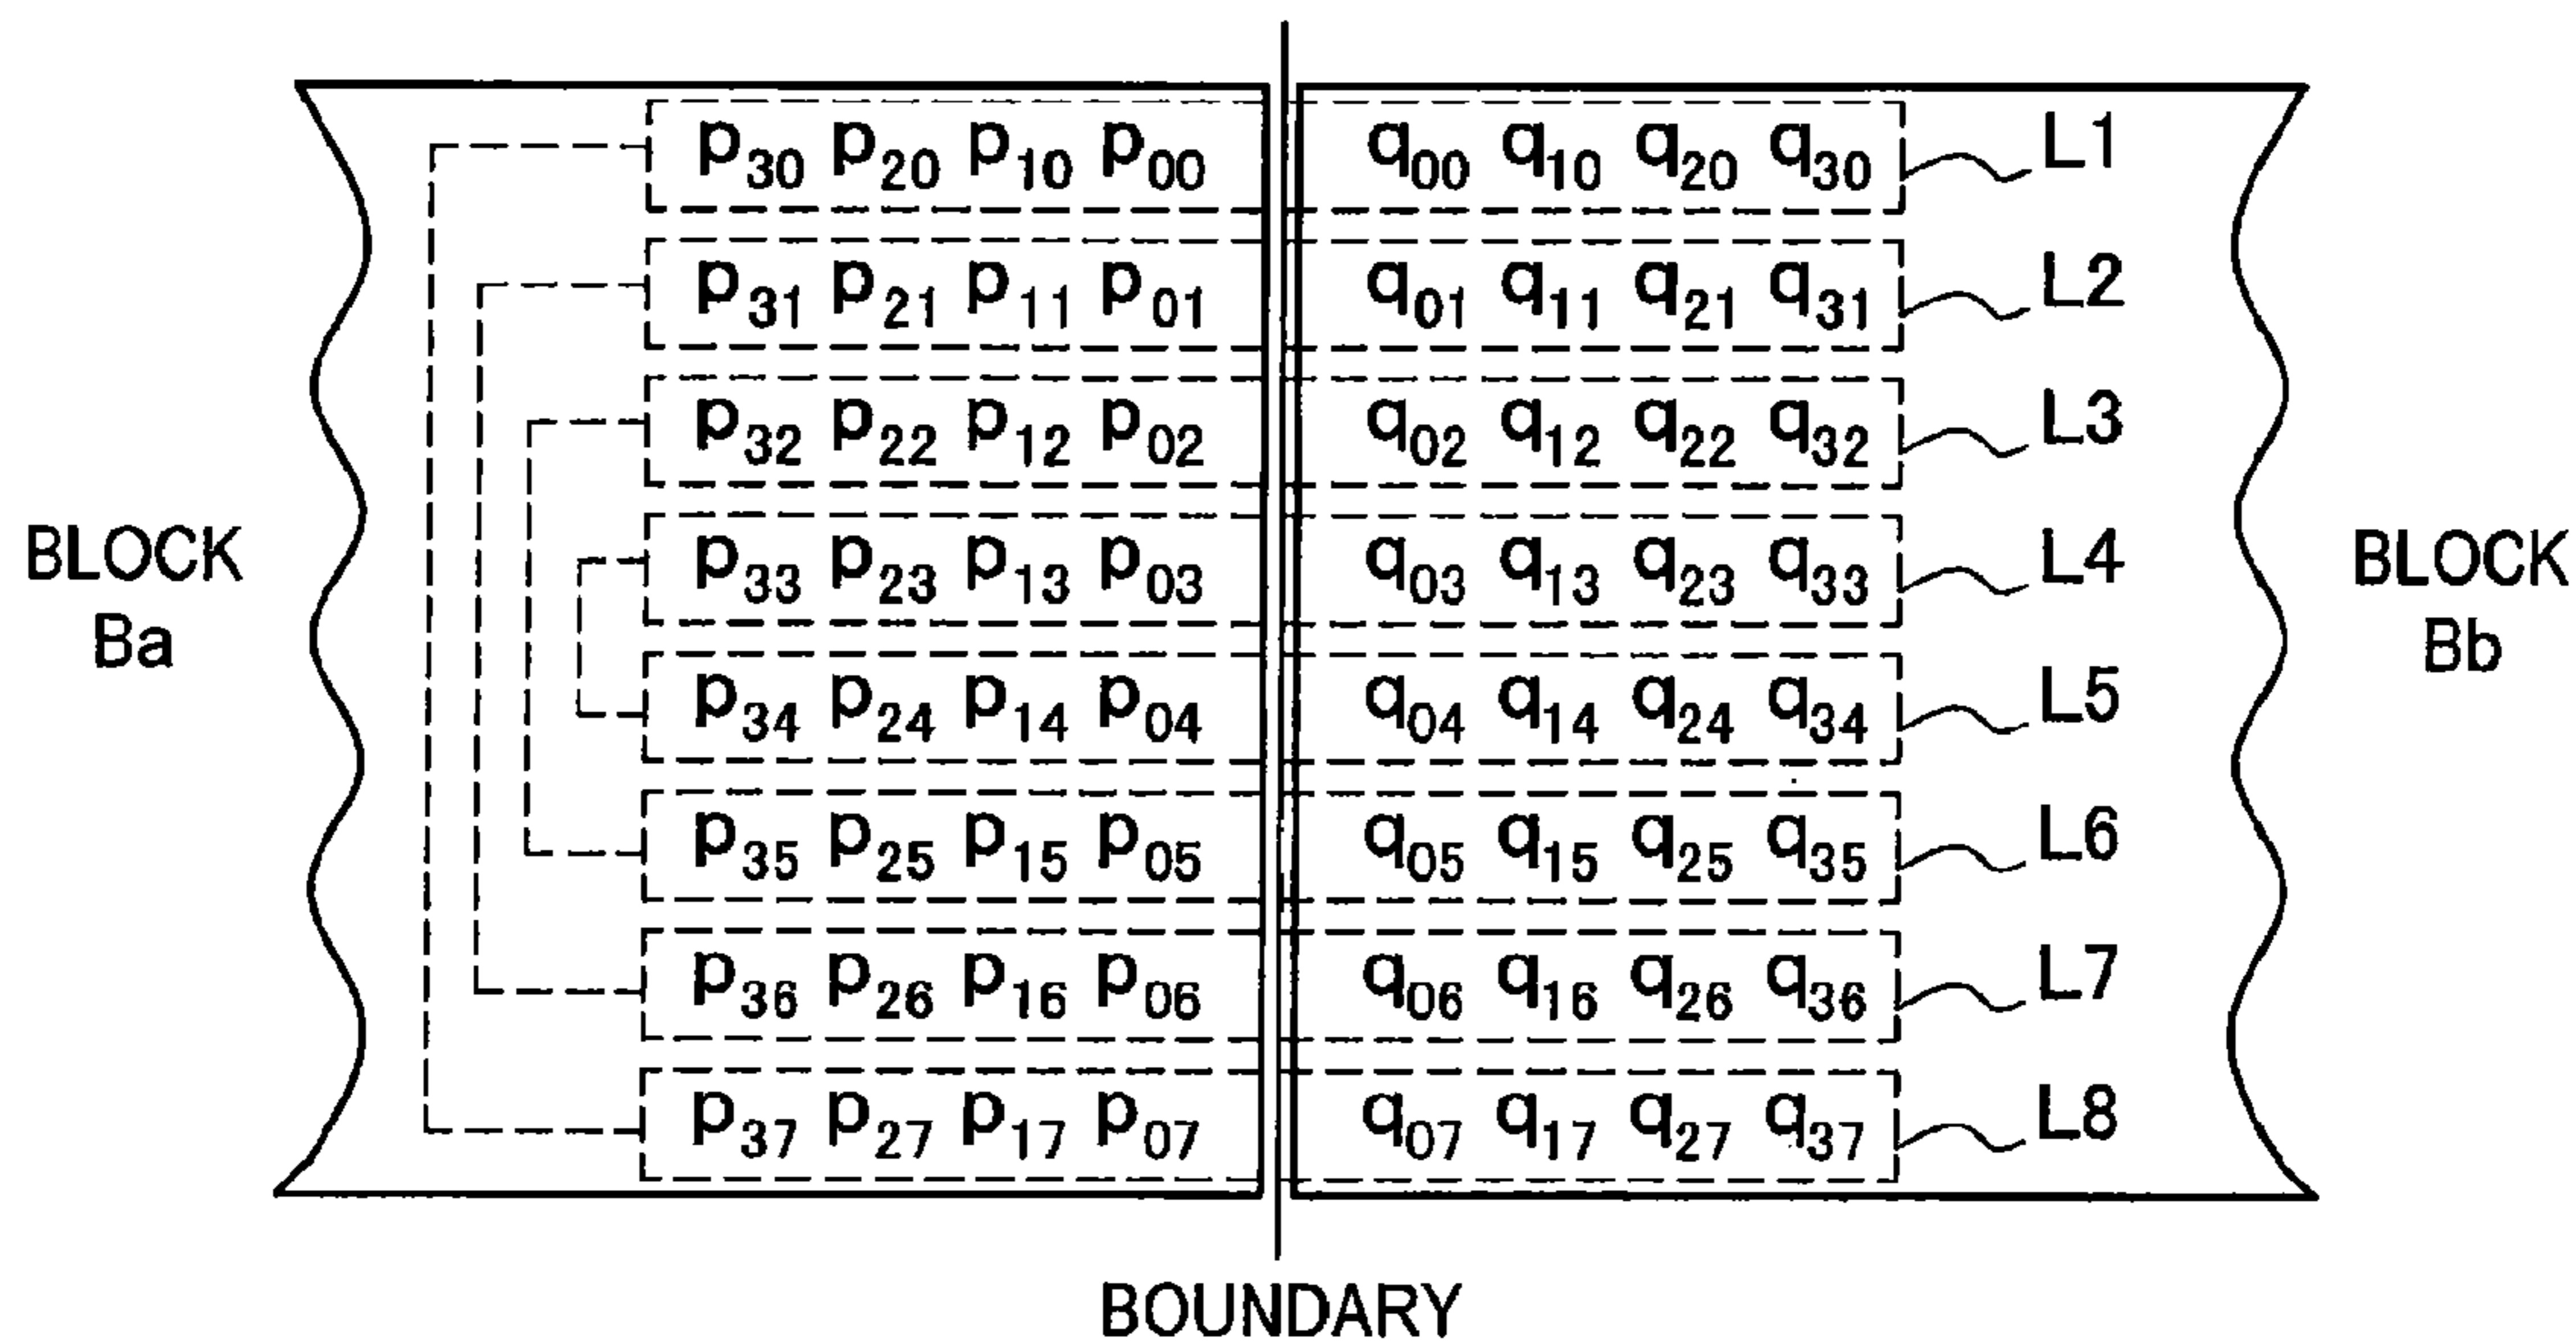 p30 p20 p10 p00 q00 q10 q20 q30 L1
p31 p21 p11 p01 q01 q11 q21 q31 L2
p32 p22 p12 p02 q02 q12 q22 q32 L3
p33 p23 p13 p03 q03 q13 q23 q33 L4
BLOCK
Ba
BLOCK
Bb
p34 p24 p14 p04 q04 q14 q24 q34 L5
p35 p25 p15 p05 q05 q15 q25 q35 L6
p36 p26 p16 p06 q06 q16 q26 q36 L7
p37 p27 p17 p07 q07 q17 q27 q37 L8
BOUNDARY